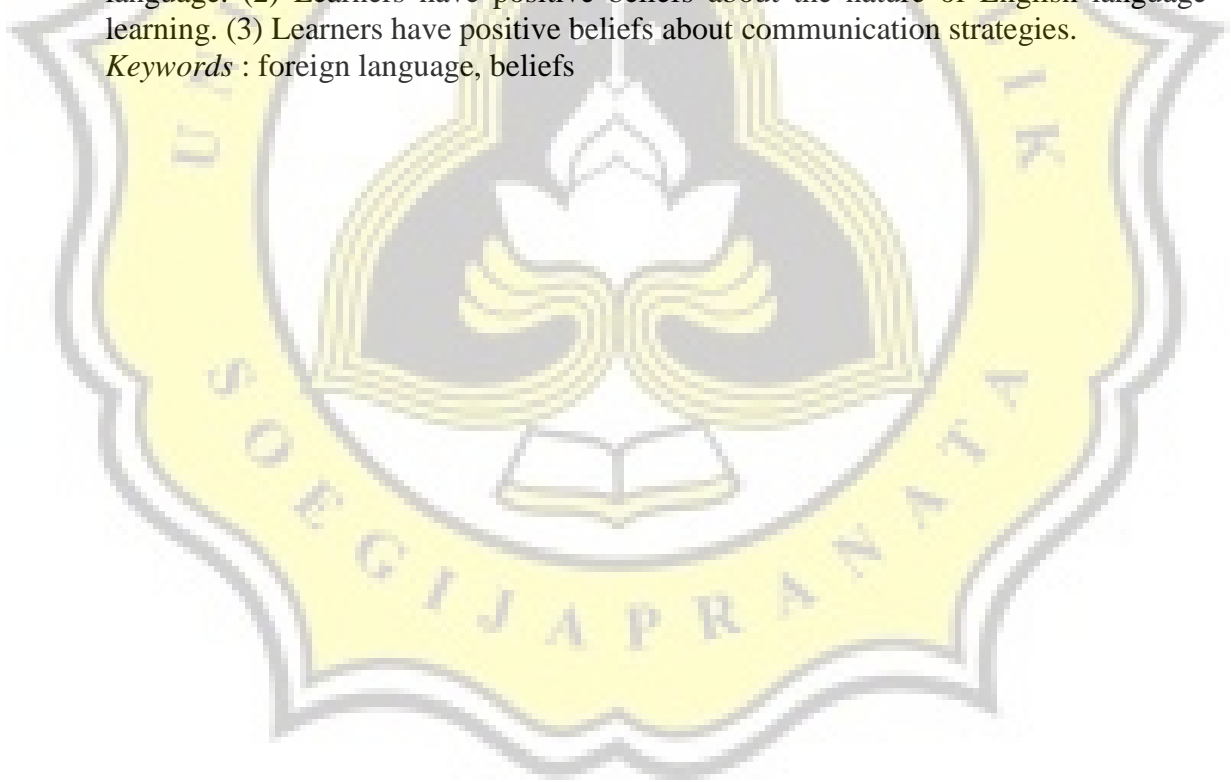 language. (2) Learners have positive beliefs about the nature of English language
learning. (3) Learners have positive beliefs about communication strategies.
Keywords : foreign language, beliefs
SOEGIJAPRANATA